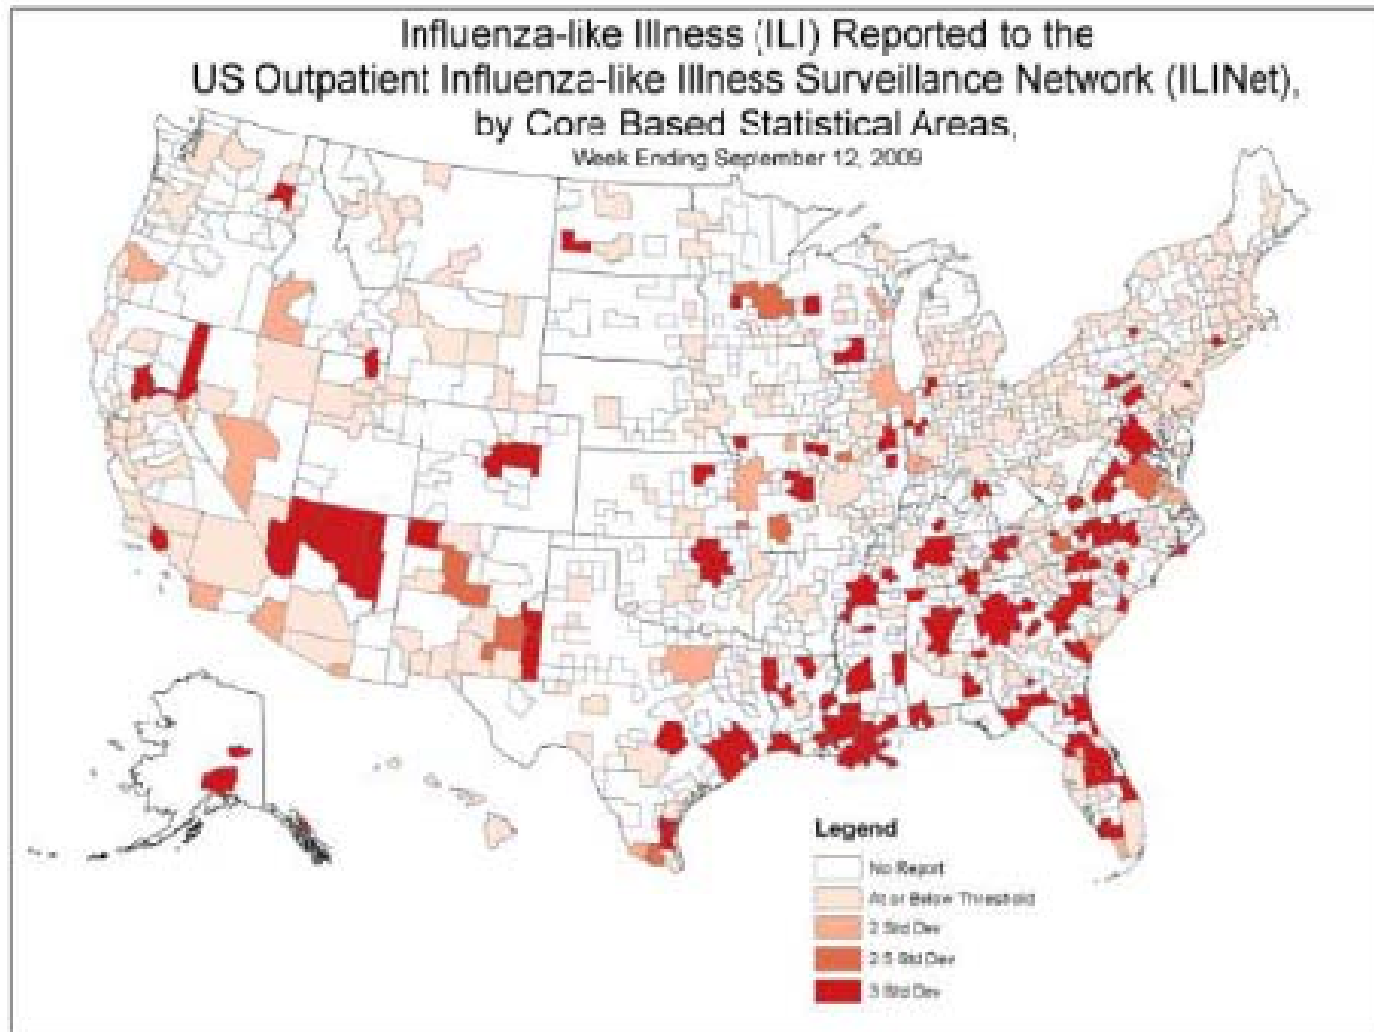 Influenza-like Illness (ILI) Reported to the
US Outpatient Influenza-like Illness Surveillance Network (ILINet),
by Core Based Statistical Areas,
Week Ending September 12, 2009
Legend
No Report
At or Below Threshold
2 Std Dev
2.5 Std Dev
3 Std Dev